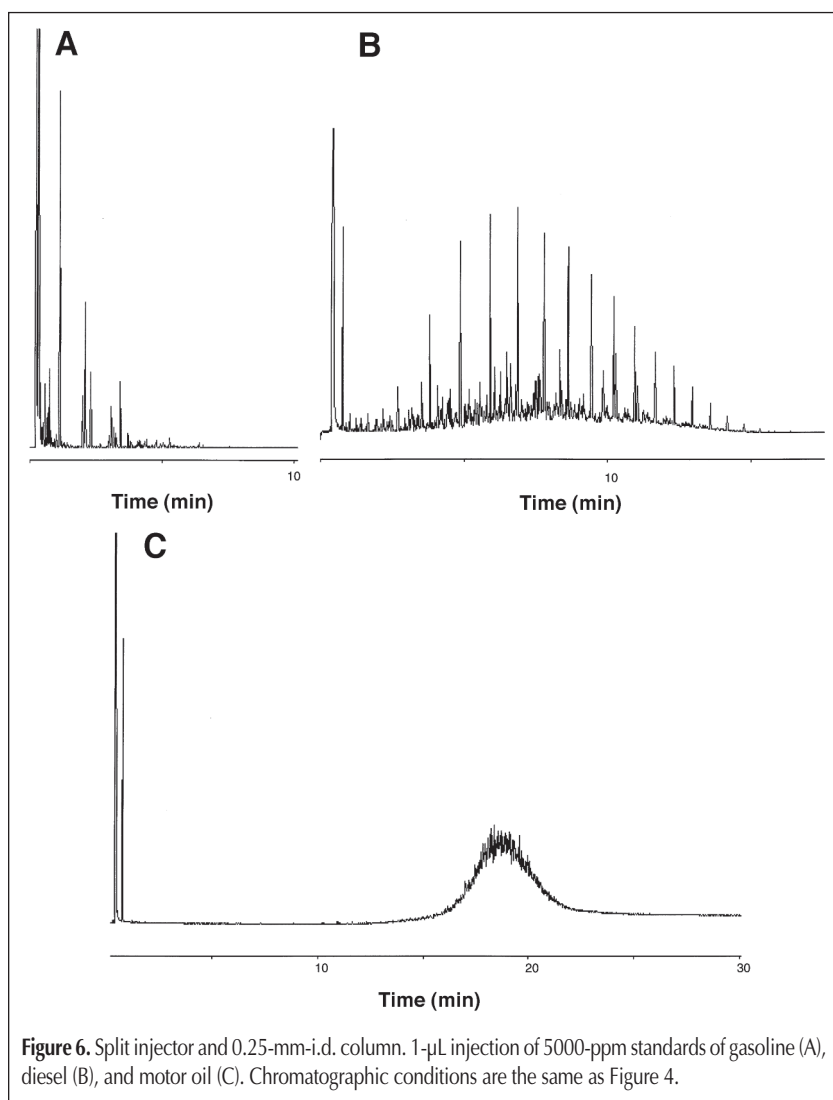 A
B
10
10
Time (min)
Time (min)
C
10
20
30
Time (min)
Figure 6. Split injector and 0.25-mm-i.d. column. 1-µL injection of 5000-ppm standards of gasoline (A),
diesel (B), and motor oil (C). Chromatographic conditions are the same as Figure 4.